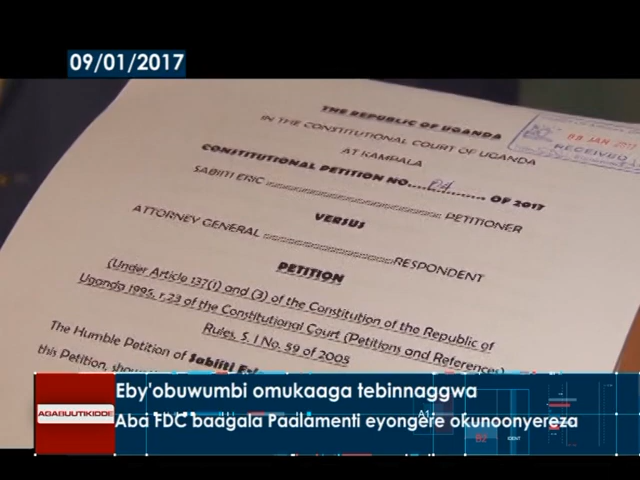 09/01/2017
THE REPUBLIC OF UGANDA
IN THE CONSTITUTIONAL COURT OF UGANDA
AT KAMPALA
09 JAN 2017
RECEIVED
CONSTITUTIONAL PETITION NO. 04 OF 2017
SABIITI ERIC PETITIONER
VERSUS
ATTORNEY GENERAL RESPONDENT
PETITION
(Under Article 137(1) and (3) of the Constitution of the Republic of
Uganda 1995, r,23 of the Constitutional Court (Petitions and References)
Rules, S. I No. 59 of 2005
The Humble Petition of Sabiiti
this Petition,
AGABUUTIKIDDE
Eby'obuwumbi omukaaga tebinnaggwa
Aba FDC baagala Paalamenti eyongere okunoonyereza